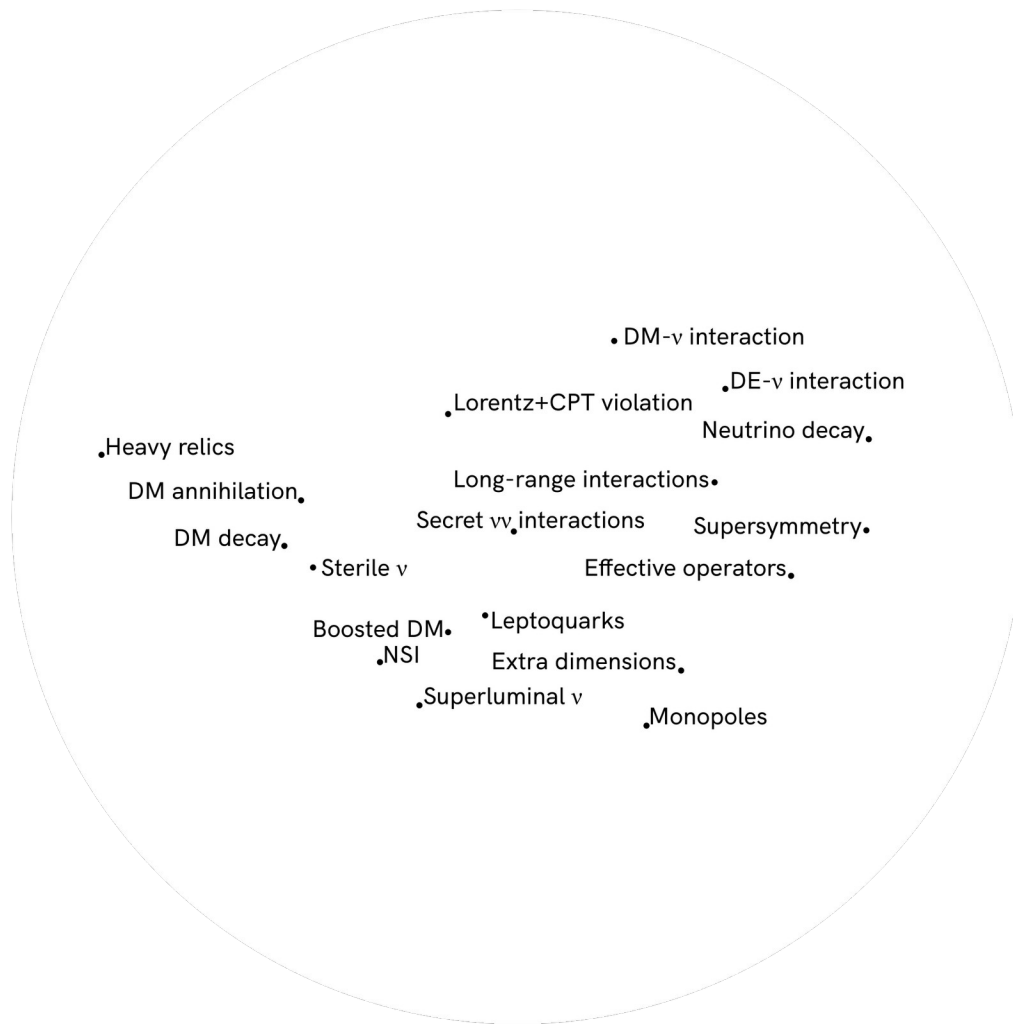 DM-ν interaction
DE-ν interaction
Lorentz+CPT violation
Neutrino decay
Heavy relics
Long-range interactions
DM annihilation
Secret νν interactions
Supersymmetry
DM decay
Sterile ν
Effective operators
Leptoquarks
Boosted DM
NSI
Extra dimensions
Superluminal ν
Monopoles